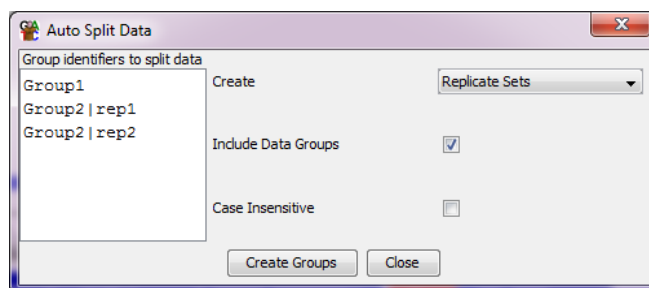 Auto Split Data
Group identifiers to split data
Group1
Group2|rep1
Group2|rep2
Create
Replicate Sets
Include Data Groups
Case Insensitive
Create Groups
Close